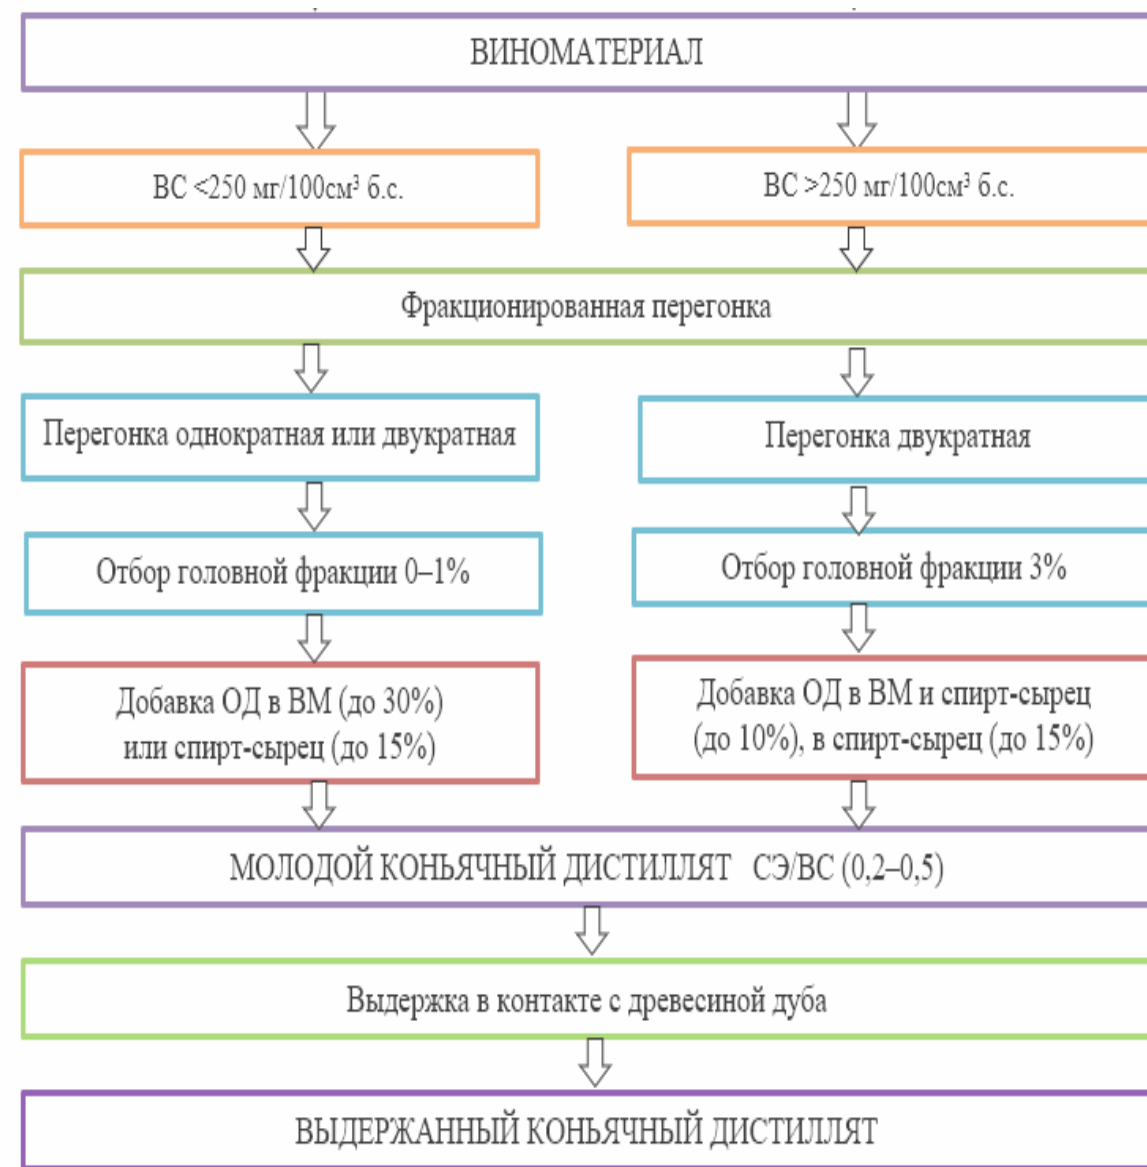 ВИНОМАТЕРИАЛ
ВС <250 мг/100см³ б.с.
ВС >250 мг/100см³ б.с.
Фракционированная перегонка
Перегонка однократная или двукратная
Перегонка двукратная
Отбор головной фракции 0–1%
Отбор головной фракции 3%
Добавка ОД в ВМ (до 30%)
или спирт-сырец (до 15%)
Добавка ОД в ВМ и спирт-сырец
(до 10%), в спирт-сырец (до 15%)
МОЛОДОЙ КОНЬЯЧНЫЙ ДИСТИЛЛЯТ СЭ/ВС (0,2–0,5)
Выдержка в контакте с древесиной дуба
ВЫДЕРЖАННЫЙ КОНЬЯЧНЫЙ ДИСТИЛЛЯТ